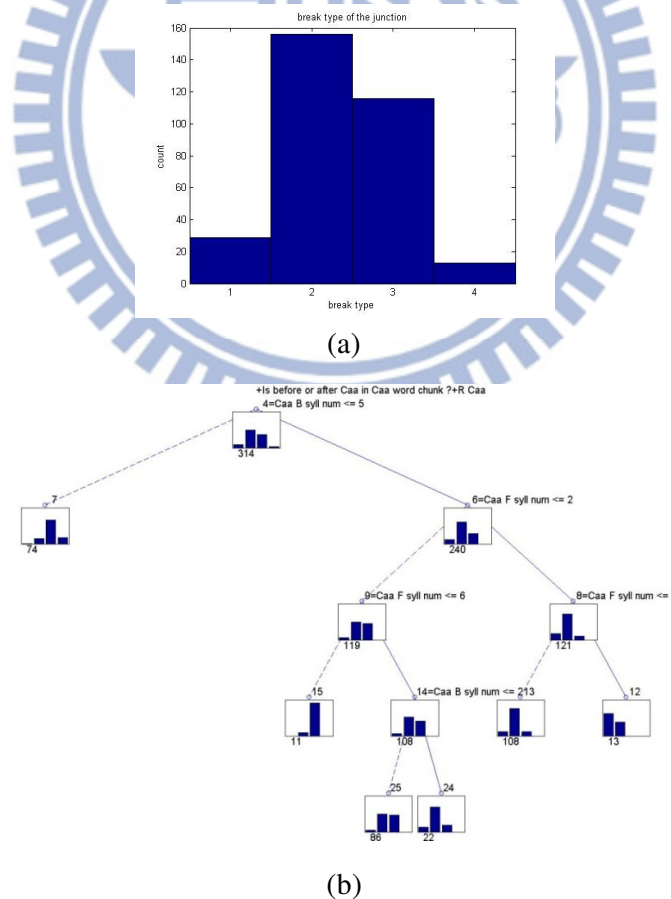 break type of the junction
160
140
120
100
80
60
40
20
0
count
1 2 3 4
break type
(a)
+Is before or after Caa in Caa word chunk ?+R Caa
4=Caa B syll num <= 5
314
7
74
6=Caa F syll num <= 2
240
9=Caa F syll num <= 6
119
8=Caa F syll num <=
121
15
11
14=Caa B syll num <= 213
108
108
12
13
25
86
24
22
(b)